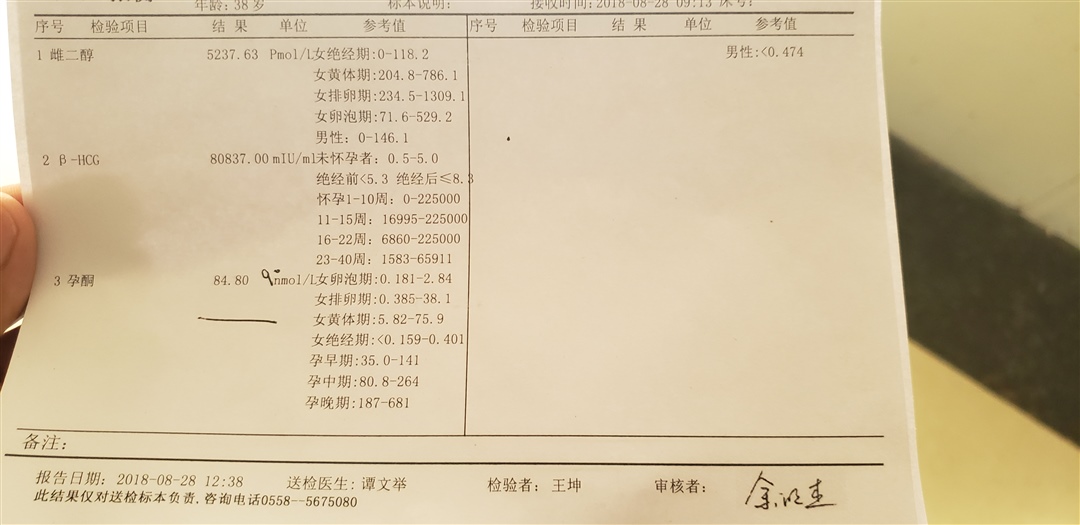 年龄: 38 岁 标本说明: 接收时间: 2018-08-28 09:13 床号:
序号 检验项目 结果 单位 参考值 序号 检验项目 结果 单位 参考值
1 雌二醇 5237.63 Pmol/L 女绝经期:0-118.2 男性:<0.474
女黄体期:204.8-786.1
女排卵期:234.5-1309.1
女卵泡期:71.6-529.2
男性: 0-146.1
2 β-HCG 80837.00 mIU/ml 未怀孕者: 0.5-5.0
绝经前<5.3 绝经后≤8.3
怀孕1-10周: 0-225000
11-15周: 16995-225000
16-22周: 6860-225000
23-40周: 1583-65911
3 孕酮 84.80 nmol/L 女卵泡期:0.181-2.84
女排卵期:0.385-38.1
女黄体期:5.82-75.9
女绝经期:<0.159-0.401
孕早期:35.0-141
孕中期:80.8-264
孕晚期:187-681
备注:
报告日期: 2018-08-28 12:38 送检医生: 谭文举 检验者: 王坤 审核者:
此结果仅对送检标本负责,咨询电话0558--5675080